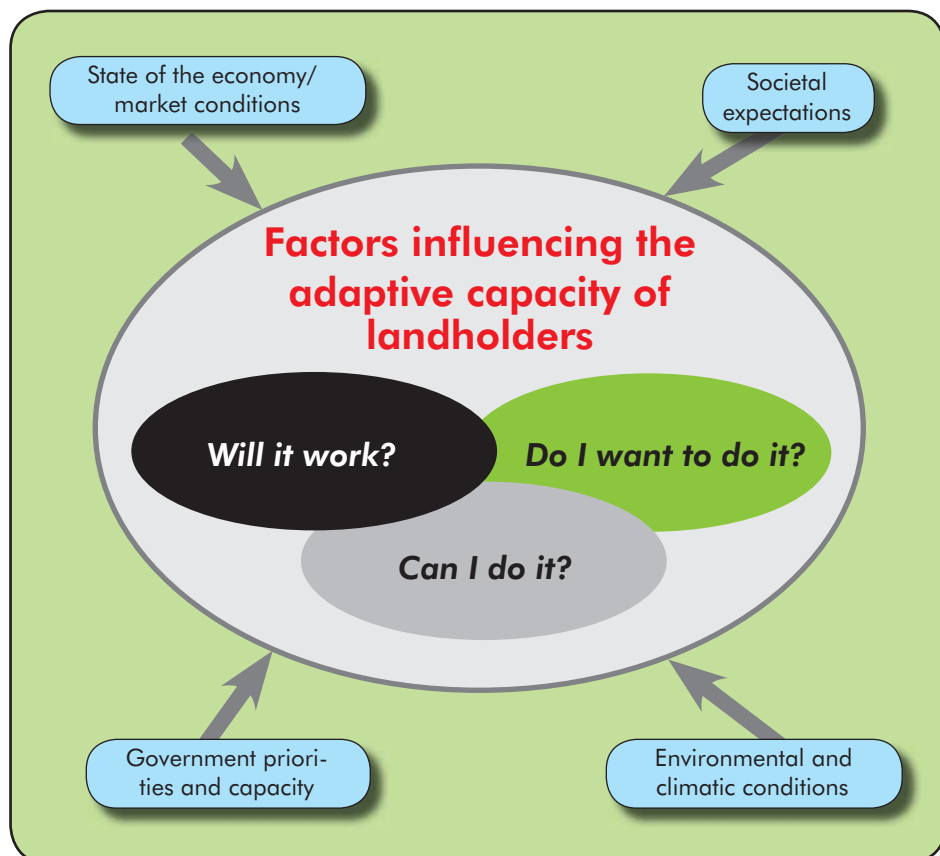 State of the economy/
market conditions
Societal
expectations
Factors influencing the
adaptive capacity of
landholders
Will it work?
Do I want to do it?
Can I do it?
Government priori-
ties and capacity
Environmental and
climatic conditions